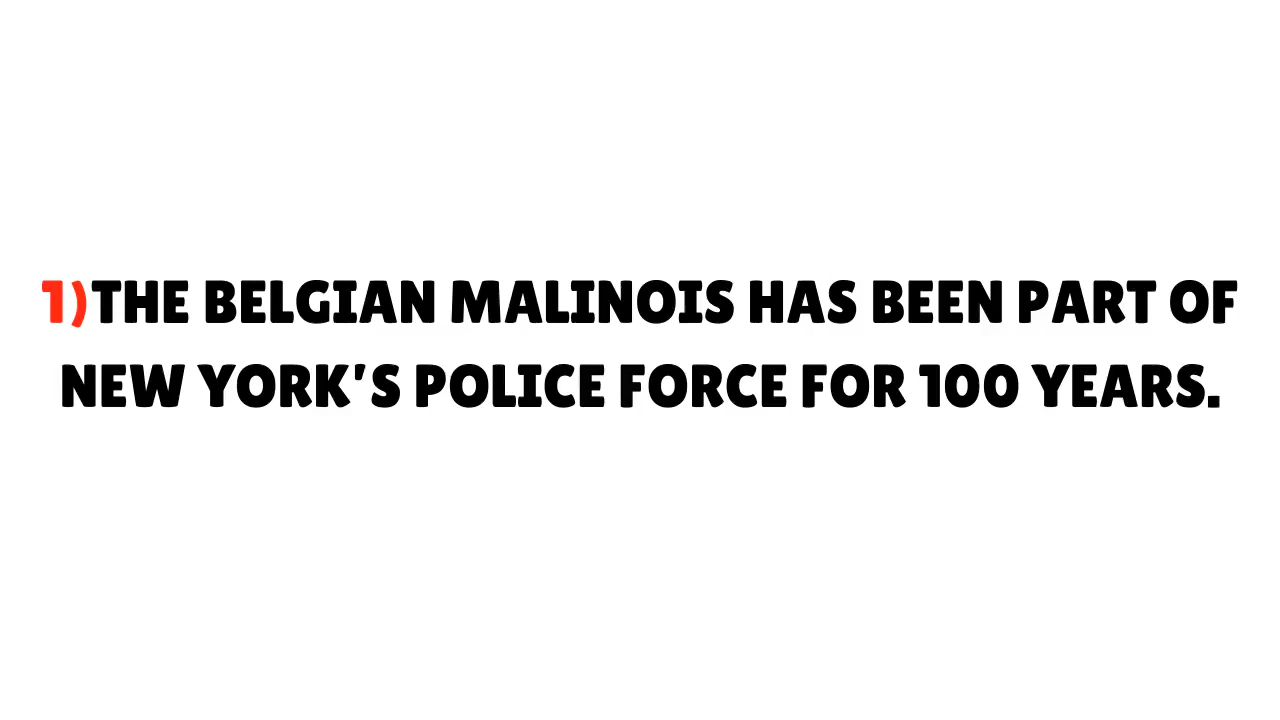 1)THE BELGIAN MALINOIS HAS BEEN PART OF
NEW YORK'S POLICE FORCE FOR 100 YEARS.